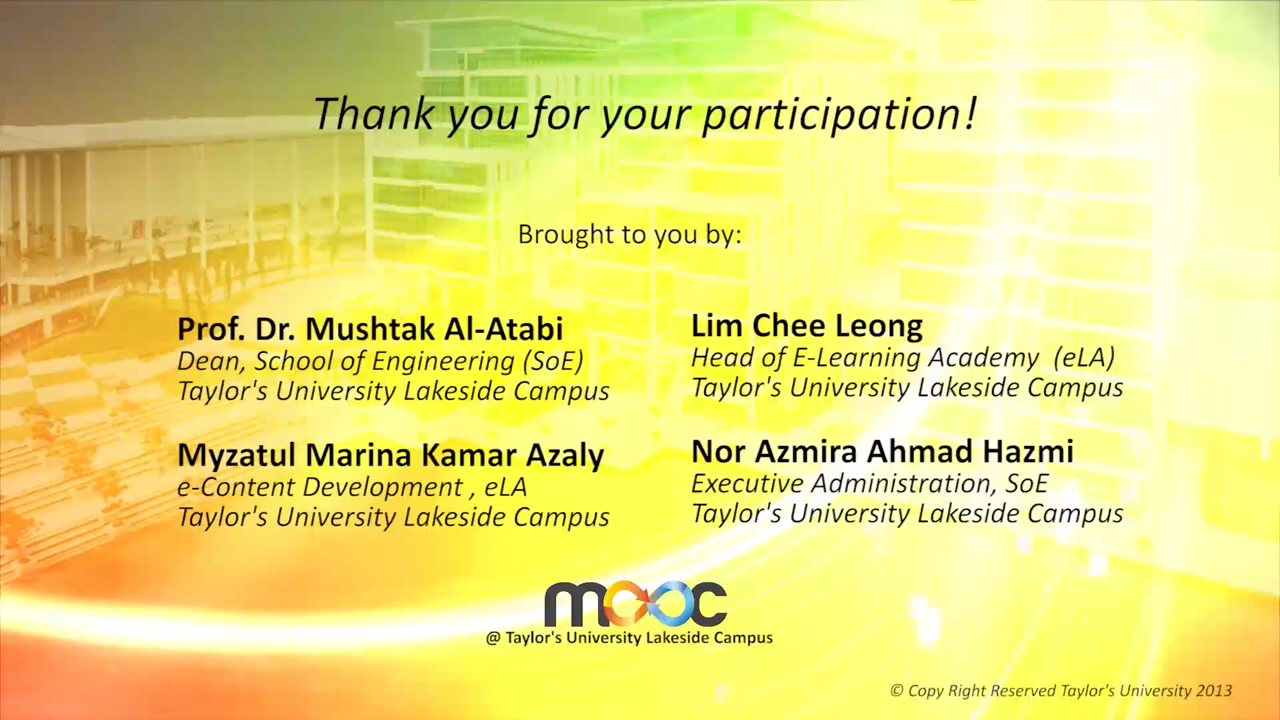 Thank you for your participation!
Brought to you by:
Prof. Dr. Mushtak Al-Atabi
Dean, School of Engineering (SoE)
Taylor's University Lakeside Campus
Lim Chee Leong
Head of E-Learning Academy  (eLA)
Taylor's University Lakeside Campus
Myzatul Marina Kamar Azaly
e-Content Development , eLA
Taylor's University Lakeside Campus
Nor Azmira Ahmad Hazmi
Executive Administration, SoE
Taylor's University Lakeside Campus
mooc
@ Taylor's University Lakeside Campus
© Copy Right Reserved Taylor's University 2013